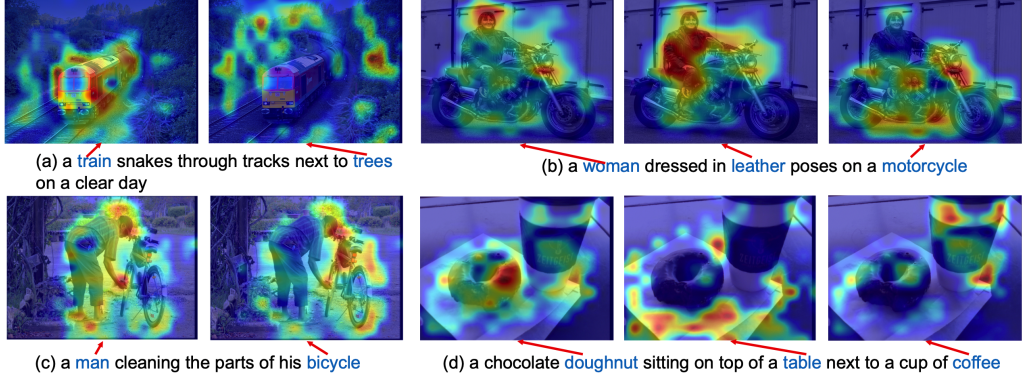 (a) a train snakes through tracks next to trees
on a clear day
(b) a woman dressed in leather poses on a motorcycle
(c) a man cleaning the parts of his bicycle
(d) a chocolate doughnut sitting on top of a table next to a cup of coffee